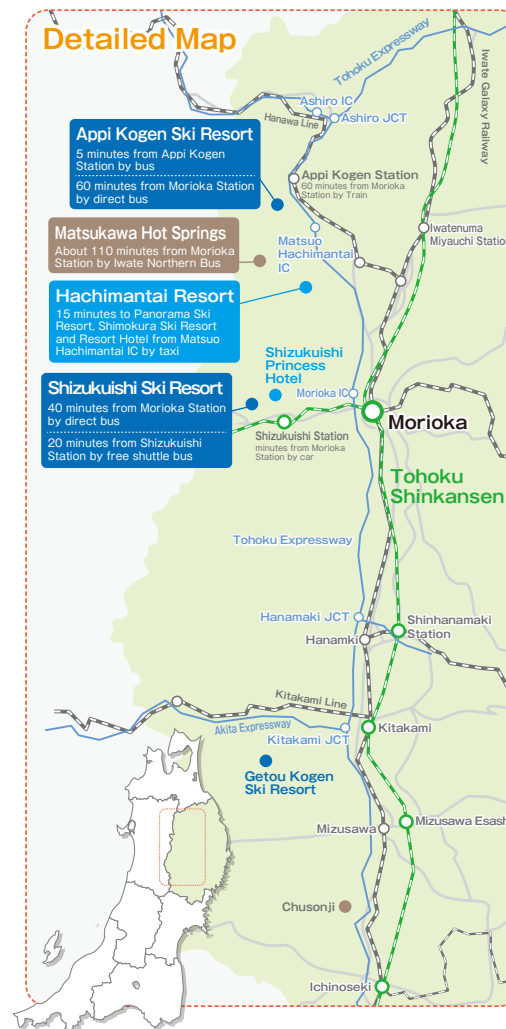 Detailed Map
Tohoku Expressway
Iwate Galaxy Railway
Ashiro IC
Ashiro JCT
Hanawa Line
Appi Kogen Ski Resort
5 minutes from Appi Kogen
Station by bus
60 minutes from Morioka Station
by direct bus
Appi Kogen Station
60 minutes from Morioka
Station by Train
Matsukawa Hot Springs
About 110 minutes from Morioka
Station by Iwate Northern Bus
Matsuo
Hachimantai
IC
Iwatenuma
Miyauchi Station
Hachimantai Resort
15 minutes to Panorama Ski
Resort, Shimokura Ski Resort
and Resort Hotel from Matsuo
Hachimantai IC by taxi
Shizukuishi
Princess
Hotel
Shizukuishi Ski Resort
40 minutes from Morioka Station
by direct bus
20 minutes from Shizukuishi
Station by free shuttle bus
Morioka IC
Morioka
Shizukuishi Station
minutes from Morioka
Station by car
Tohoku
Shinkansen
Tohoku Expressway
Hanamaki JCT
Shinhanamaki
Station
Hanamki
Kitakami Line
Akita Expressway
Kitakami JCT
Kitakami
Getou Kogen
Ski Resort
Mizusawa
Mizusawa Esash
Chusonji
Ichinoseki